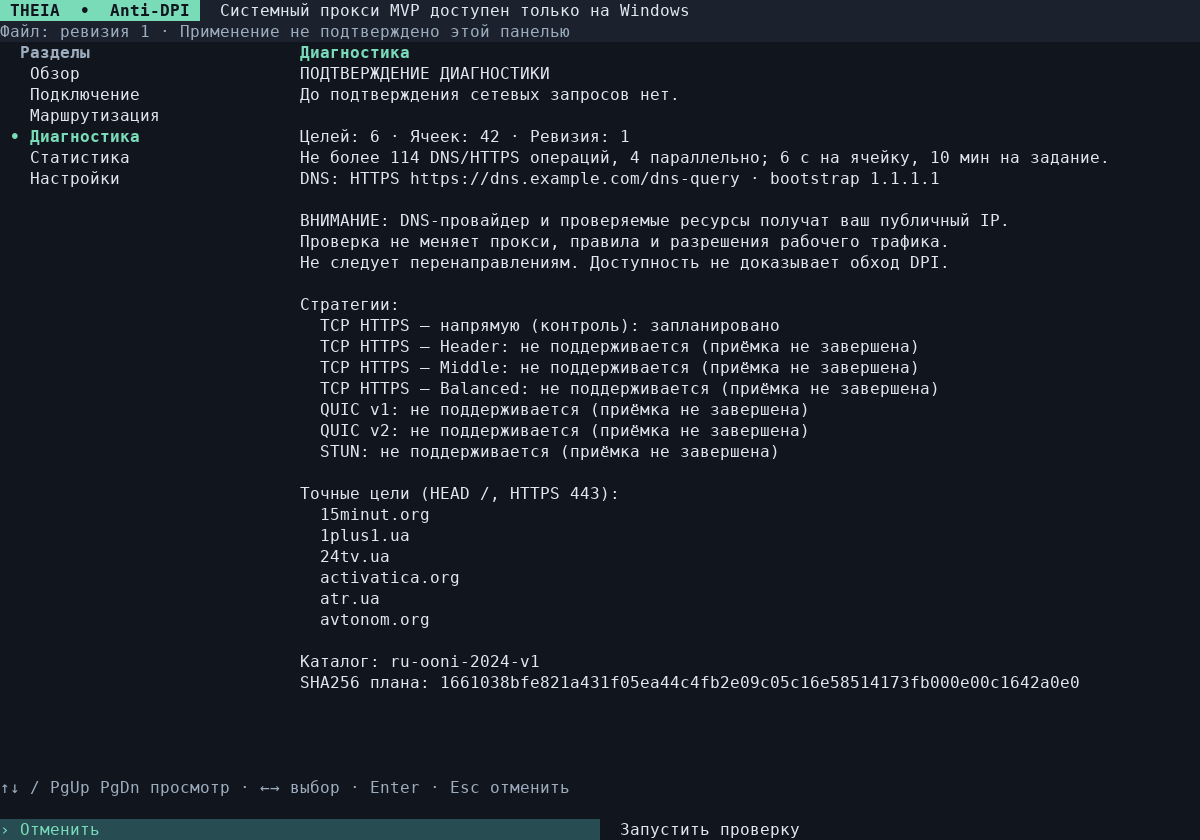 THEIA • Anti-DPI Системный прокси MVP доступен только на Windows
Файл: ревизия 1 · Применение не подтверждено этой панелью
Разделы
Обзор
Подключение
Маршрутизация
• Диагностика
Статистика
Настройки
Диагностика
ПОДТВЕРЖДЕНИЕ ДИАГНОСТИКИ
До подтверждения сетевых запросов нет.
Целей: 6 · Ячеек: 42 · Ревизия: 1
Не более 114 DNS/HTTPS операций, 4 параллельно; 6 с на ячейку, 10 мин на задание.
DNS: HTTPS https://dns.example.com/dns-query · bootstrap 1.1.1.1
ВНИМАНИЕ: DNS-провайдер и проверяемые ресурсы получат ваш публичный IP.
Проверка не меняет прокси, правила и разрешения рабочего трафика.
Не следует перенаправлениям. Доступность не доказывает обход DPI.
Стратегии:
TCP HTTPS — напрямую (контроль): запланировано
TCP HTTPS — Header: не поддерживается (приёмка не завершена)
TCP HTTPS — Middle: не поддерживается (приёмка не завершена)
TCP HTTPS — Balanced: не поддерживается (приёмка не завершена)
QUIC v1: не поддерживается (приёмка не завершена)
QUIC v2: не поддерживается (приёмка не завершена)
STUN: не поддерживается (приёмка не завершена)
Точные цели (HEAD /, HTTPS 443):
15minut.org
1plus1.ua
24tv.ua
activatica.org
atr.ua
avtonom.org
Каталог: ru-ooni-2024-v1
SHA256 плана: 1661038bfe821a431f05ea44c4fb2e09c05c16e58514173fb000e00c1642a0e0
↑↓ / PgUp PgDn просмотр · ←→ выбор · Enter · Esc отменить
› Отменить
Запустить проверку